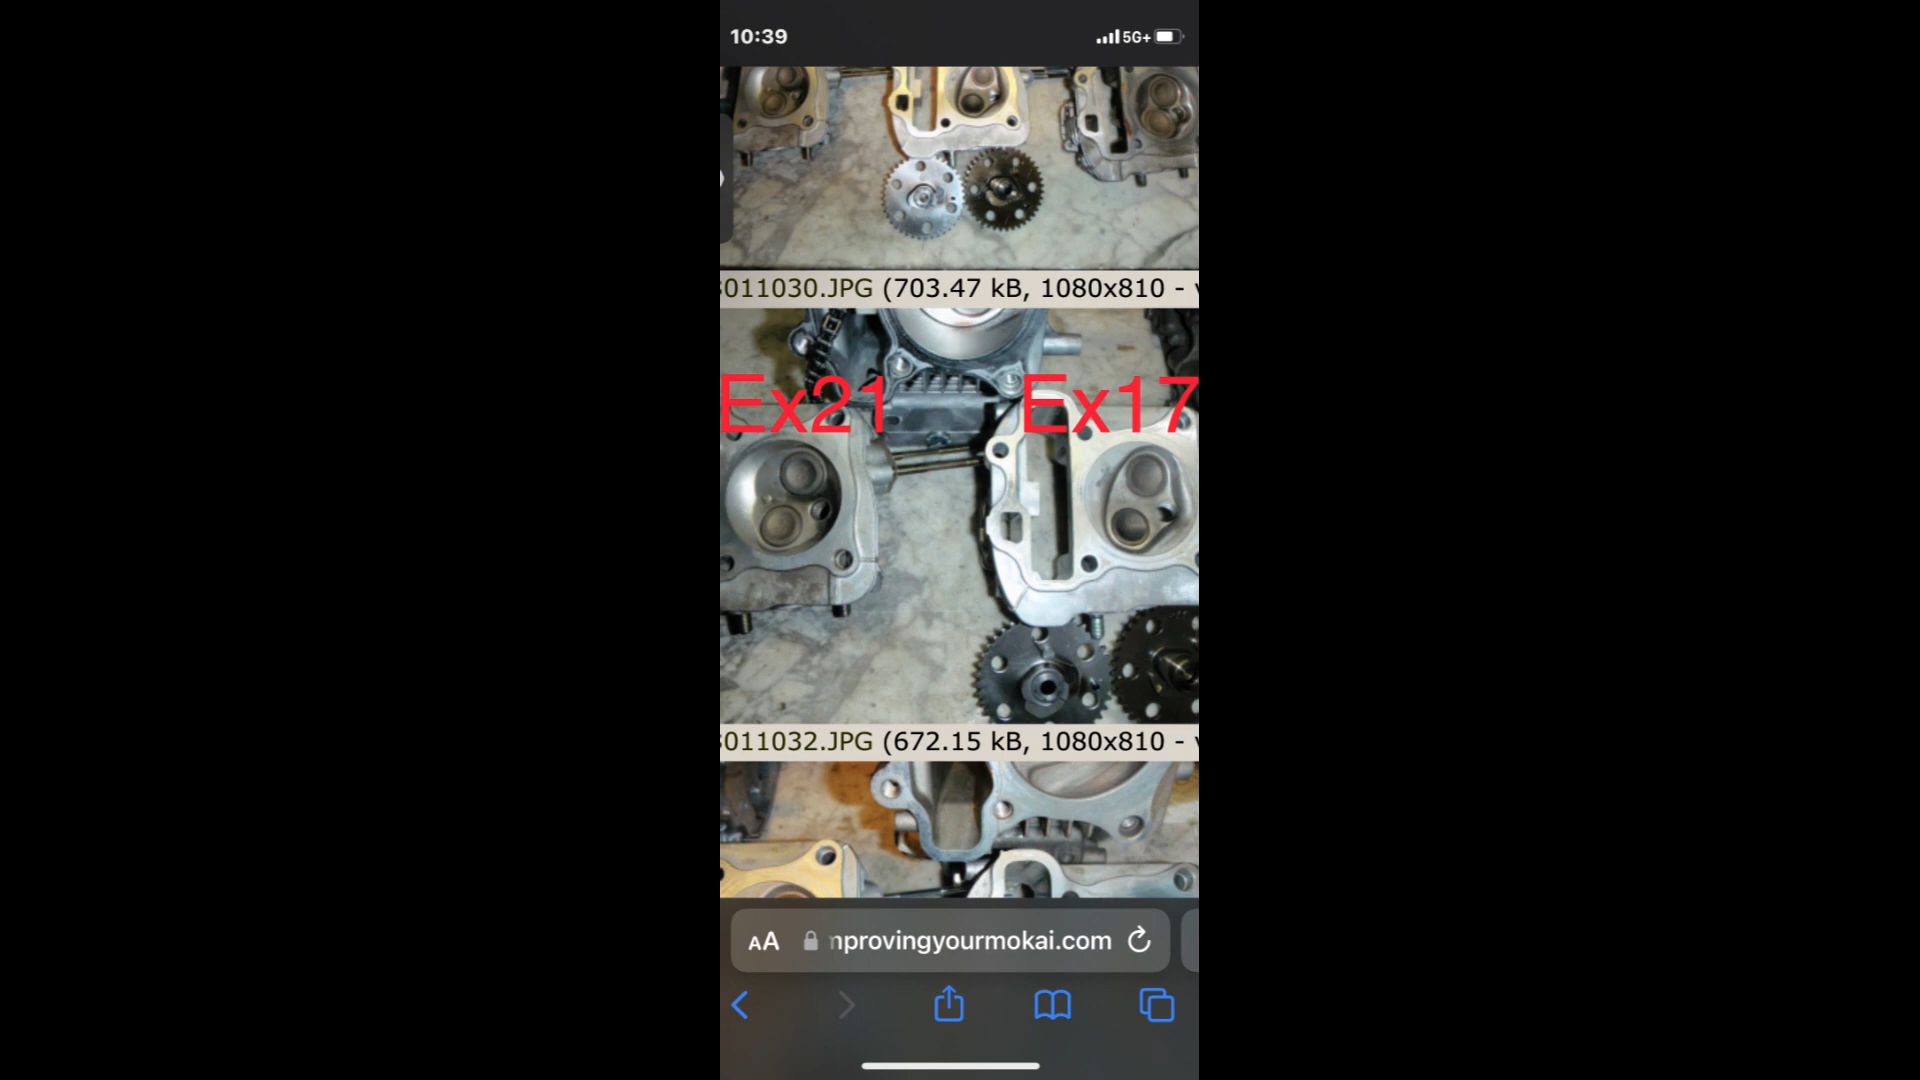 10:39 5G+
011030.JPG (703.47 kB, 1080x810 -
Ex21 Ex17
011032.JPG (672.15 kB, 1080x810 -
AA provingyourmokai.com